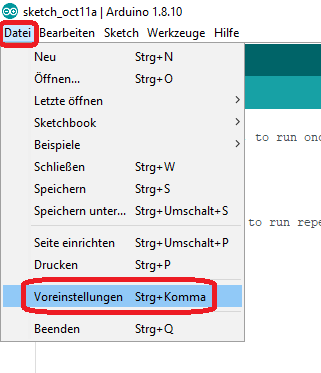 sketch_oct11a | Arduino 1.8.10
Datei Bearbeiten Sketch Werkzeuge Hilfe
Neu Strg+N
Öffnen... Strg+O
Letzte öffnen
Sketchbook
Beispiele
to run onc
Schließen Strg+W
Speichern Strg+S
Speichern unter... Strg+Umschalt+S
to run repe
Seite einrichten Strg+Umschalt+P
Drucken Strg+P
Voreinstellungen Strg+Komma
Beenden Strg+Q